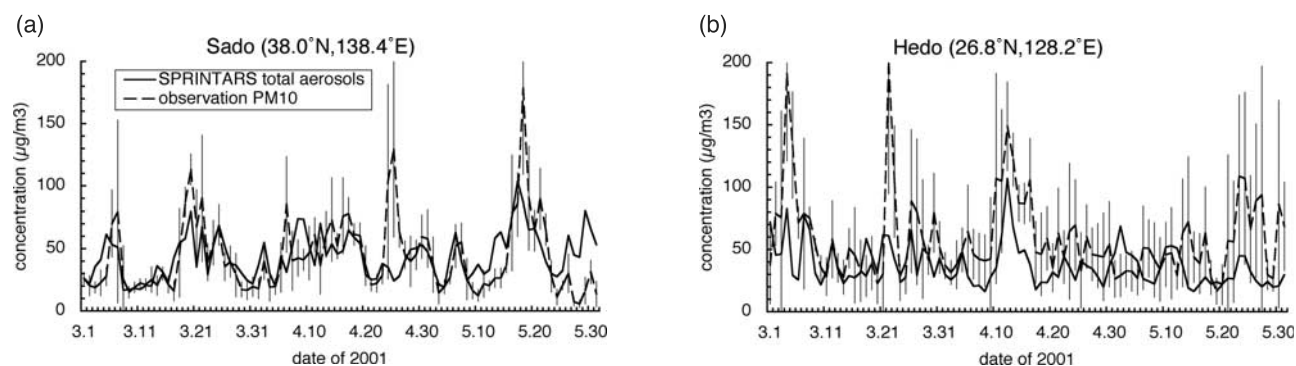 (a)
Sado (38.0°N,138.4°E)
200
150
100
50
0
concentration (µg/m3)
SPRINTARS total aerosols
observation PM10
3.1 3.11 3.21 3.31 4.10 4.20 4.30 5.10 5.20 5.30
date of 2001
(b)
Hedo (26.8°N,128.2°E)
200
150
100
50
0
concentration (µg/m3)
3.1 3.11 3.21 3.31 4.10 4.20 4.30 5.10 5.20 5.30
date of 2001